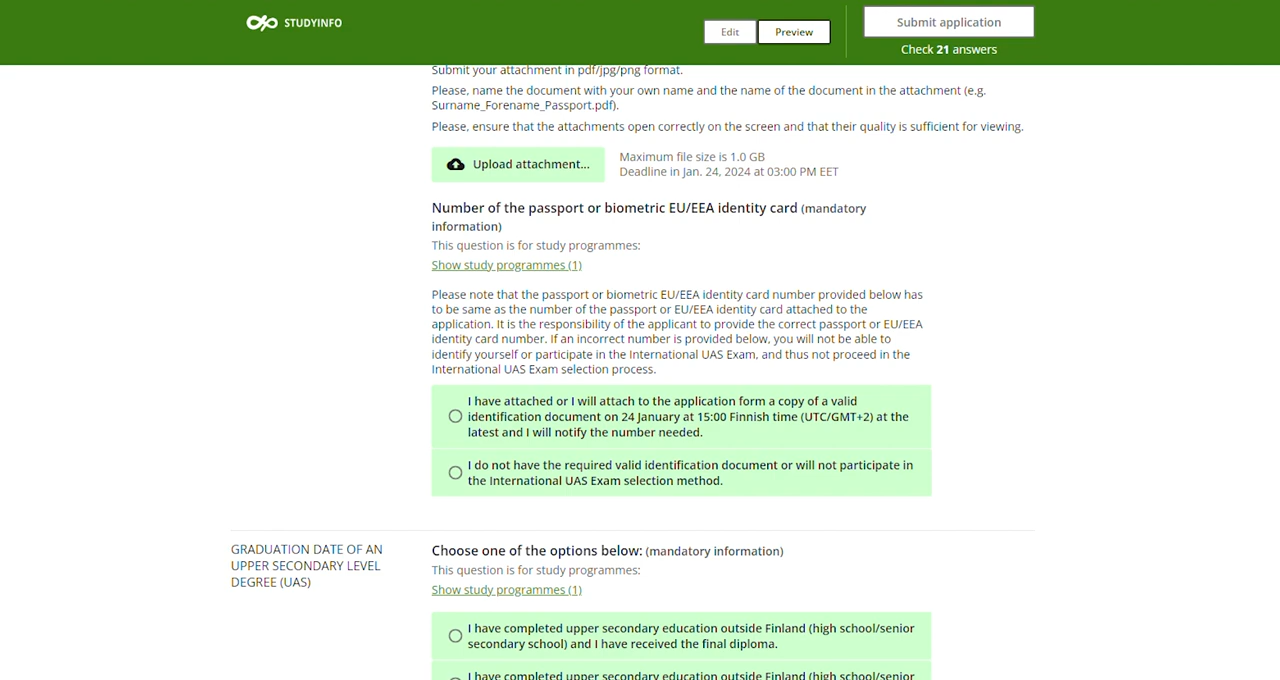 STUDYINFO
Edit
Preview
Submit application
Check 21 answers
Submit your attachment in pdf/jpg/png format.
Please, name the document with your own name and the name of the document in the attachment (e.g.
Surname_Forename_Passport.pdf).
Please, ensure that the attachments open correctly on the screen and that their quality is sufficient for viewing.
Upload attachment...
Maximum file size is 1.0 GB
Deadline in Jan. 24, 2024 at 03:00 PM EET
Number of the passport or biometric EU/EEA identity card (mandatory
information)
This question is for study programmes:
Show study programmes (1)
Please note that the passport or biometric EU/EEA identity card number provided below has
to be same as the number of the passport or EU/EEA identity card attached to the
application. It is the responsibility of the applicant to provide the correct passport or EU/EEA
identity card number. If an incorrect number is provided below, you will not be able to
identify yourself or participate in the International UAS Exam, and thus not proceed in the
International UAS Exam selection process.
I have attached or I will attach to the application form a copy of a valid
identification document on 24 January at 15:00 Finnish time (UTC/GMT+2) at the
latest and I will notify the number needed.
I do not have the required valid identification document or will not participate in
the International UAS Exam selection method.
GRADUATION DATE OF AN
UPPER SECONDARY LEVEL
DEGREE (UAS)
Choose one of the options below: (mandatory information)
This question is for study programmes:
Show study programmes (1)
I have completed upper secondary education outside Finland (high school/senior
secondary school) and I have received the final diploma.
I have completed upper secondary education outside Finland (high school/senior